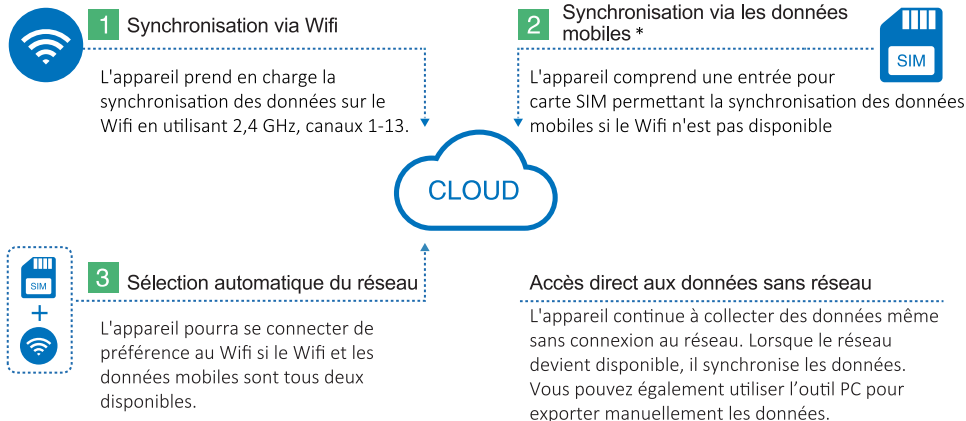 1 Synchronisation via Wifi
L'appareil prend en charge la
synchronisation des données sur le
Wifi en utilisant 2,4 GHz, canaux 1-13.
2 Synchronisation via les données
mobiles *
SIM
L'appareil comprend une entrée pour
carte SIM permettant la synchronisation des données
mobiles si le Wifi n'est pas disponible
CLOUD
SIM
+
3 Sélection automatique du réseau
L'appareil pourra se connecter de
préférence au Wifi si le Wifi et les
données mobiles sont tous deux
disponibles.
Accès direct aux données sans réseau
L'appareil continue à collecter des données même
sans connexion au réseau. Lorsque le réseau
devient disponible, il synchronise les données.
Vous pouvez également utiliser l’outil PC pour
exporter manuellement les données.